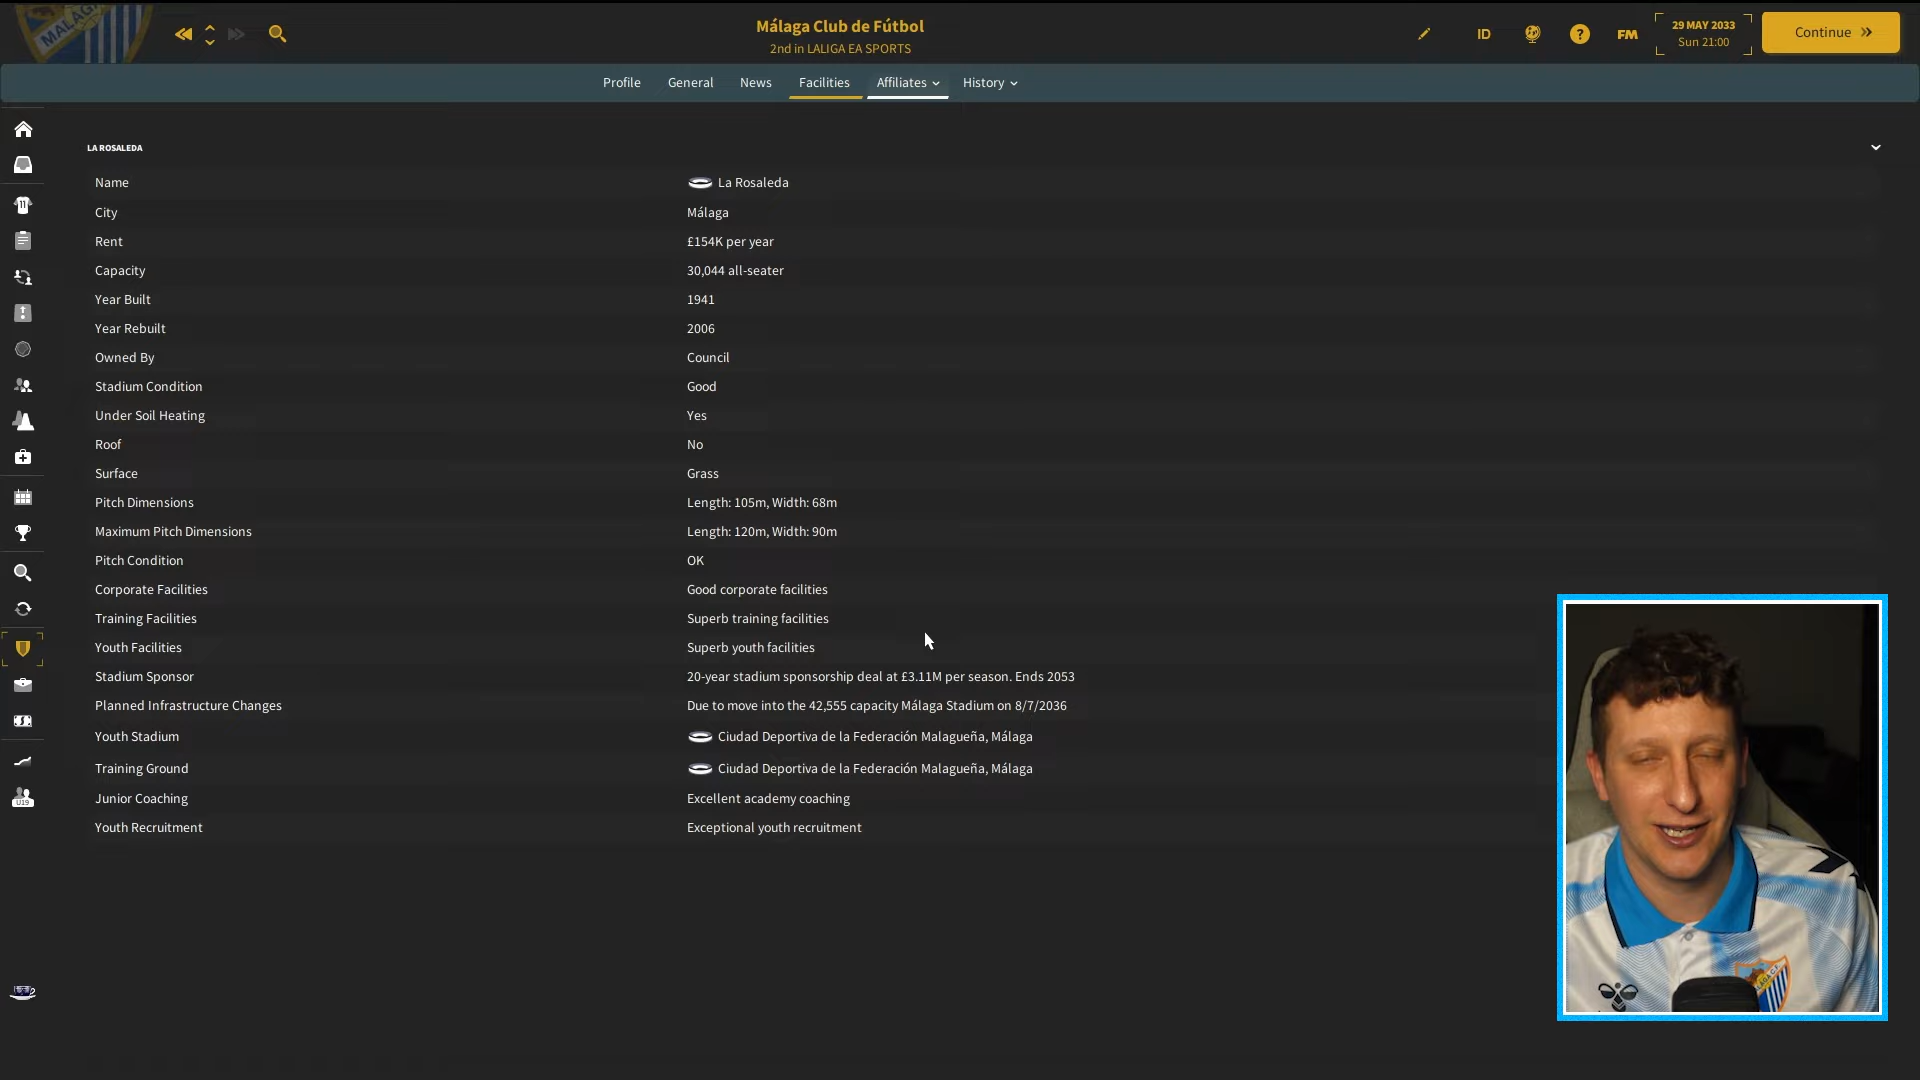 MALAGA
Málaga Club de Fútbol
2nd in LALIGA EA SPORTS
ID
?
FM
29 MAY 2033
Sun 21:00
Continue
Profile
General
News
Facilities
Affiliates
History
LA ROSALEDA
Name La Rosaleda
City Málaga
Rent £154K per year
Capacity 30,044 all-seater
Year Built 1941
Year Rebuilt 2006
Owned By Council
Stadium Condition Good
Under Soil Heating Yes
Roof No
Surface Grass
Pitch Dimensions Length: 105m, Width: 68m
Maximum Pitch Dimensions Length: 120m, Width: 90m
Pitch Condition OK
Corporate Facilities Good corporate facilities
Training Facilities Superb training facilities
Youth Facilities Superb youth facilities
Stadium Sponsor 20-year stadium sponsorship deal at £3.11M per season. Ends 2053
Planned Infrastructure Changes Due to move into the 42,555 capacity Málaga Stadium on 8/7/2036
Youth Stadium Ciudad Deportiva de la Federación Malagueña, Málaga
Training Ground Ciudad Deportiva de la Federación Malagueña, Málaga
Junior Coaching Excellent academy coaching
Youth Recruitment Exceptional youth recruitment
11
U19